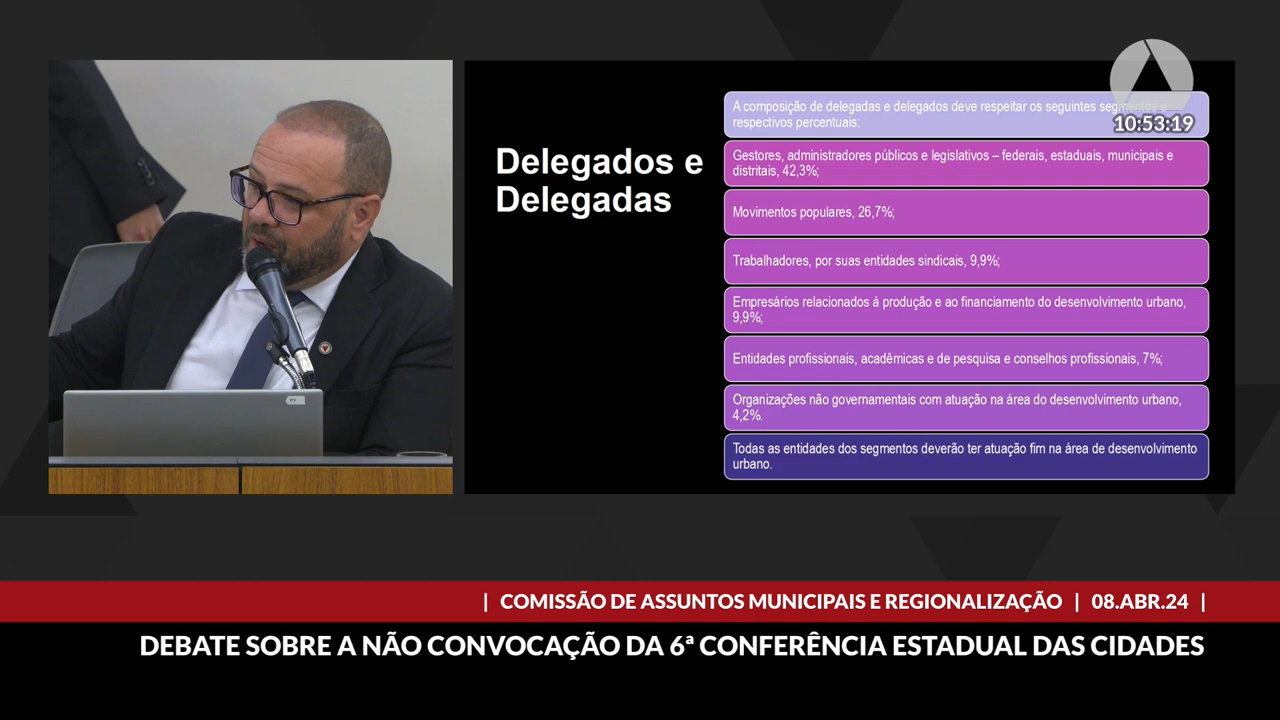 A composição de delegadas e delegados deve respeitar os seguintes segmentos e
respectivos percentuais:
10:53:19
Delegados e
Delegadas
Gestores, administradores públicos e legislativos – federais, estaduais, municipais e
distritais, 42,3%;
Movimentos populares, 26,7%;
Trabalhadores, por suas entidades sindicais, 9,9%;
Empresários relacionados à produção e ao financiamento do desenvolvimento urbano,
9,9%;
Entidades profissionais, acadêmicas e de pesquisa e conselhos profissionais, 7%;
Organizações não governamentais com atuação na área do desenvolvimento urbano,
4,2%.
Todas as entidades dos segmentos deverão ter atuação fim na área de desenvolvimento
urbano.
| COMISSÃO DE ASSUNTOS MUNICIPAIS E REGIONALIZAÇÃO | 08.ABR.24 |
DEBATE SOBRE A NÃO CONVOCAÇÃO DA 6ª CONFERÊNCIA ESTADUAL DAS CIDADES